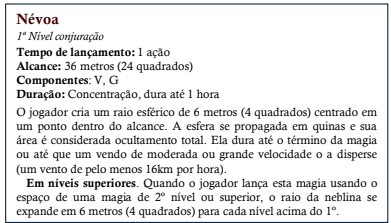 Névoa
1ª Nível conjuração
Tempo de lançamento: 1 ação
Alcance: 36 metros (24 quadrados)
Componentes: V, G
Duração: Concentração, dura até 1 hora
O jogador cria um raio esférico de 6 metros (4 quadrados) centrado em
um ponto dentro do alcance. A esfera se propagada em quinas e sua
área é considerada ocultamento total. Ela dura até o término da magia
ou até que um vende de moderada ou grande velocidade o a disperse
(um vento de pelo menos 16km por hora).
Em níveis superiores. Quando o jogador lança esta magia usando o
espaço de uma magia de 2º nível ou superior, o raio da neblina se
expande em 6 metros (4 quadrados) para cada nível acima do 1º.